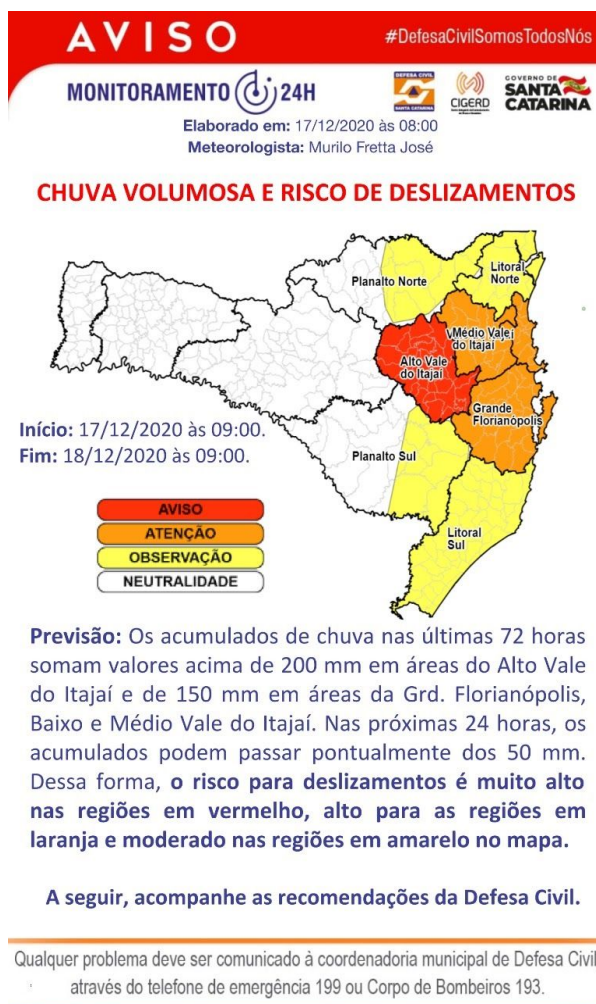 AVISO
#DefesaCivilSomosTodosNós
MONITORAMENTO 24H
DEFESA CIVIL
SANTA CATARINA
CIGERD
GOVERNO DE
SANTA
CATARINA
Elaborado em: 17/12/2020 às 08:00
Meteorologista: Murilo Fretta José
CHUVA VOLUMOSA E RISCO DE DESLIZAMENTOS
Planalto Norte
Litoral
Norte
Médio Vale
do Itajaí
Alto Vale
do Itajaí
Grande
Florianópolis
Planalto Sul
Litoral
Sul
Início: 17/12/2020 às 09:00.
Fim: 18/12/2020 às 09:00.
AVISO
ATENÇÃO
OBSERVAÇÃO
NEUTRALIDADE
Previsão: Os acumulados de chuva nas últimas 72 horas
somam valores acima de 200 mm em áreas do Alto Vale
do Itajaí e de 150 mm em áreas da Grd. Florianópolis,
Baixo e Médio Vale do Itajaí. Nas próximas 24 horas, os
acumulados podem passar pontualmente dos 50 mm.
Dessa forma, o risco para deslizamentos é muito alto
nas regiões em vermelho, alto para as regiões em
laranja e moderado nas regiões em amarelo no mapa.
A seguir, acompanhe as recomendações da Defesa Civil.
Qualquer problema deve ser comunicado à coordenadoria municipal de Defesa Civil
através do telefone de emergência 199 ou Corpo de Bombeiros 193.